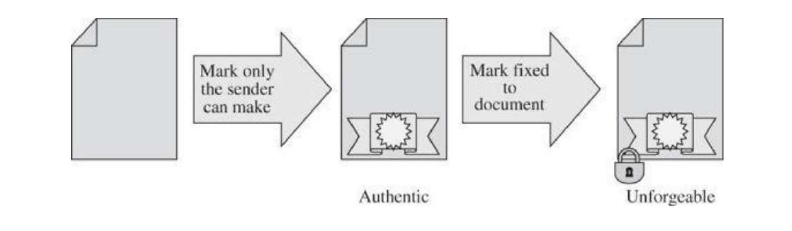 Mark only
the sender
can make
Mark fixed
to
document
Authentic
Unforgeable